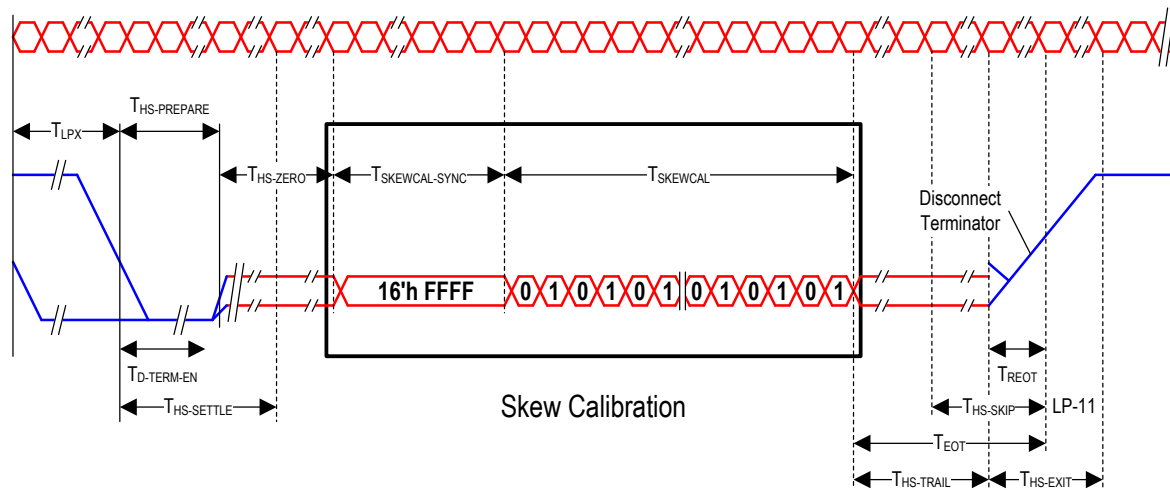 THS-PREPARE
TLPX
THS-ZERO
TSKEWCAL-SYNC
TSKEWCAL
Disconnect
Terminator
16'h FFFF
0 1 0 1 0 1 0 1 0 1 0 1
TD-TERM-EN
TREOT
THS-SETTLE
Skew Calibration
THS-SKIP
LP-11
TEOT
THS-TRAIL
THS-EXIT